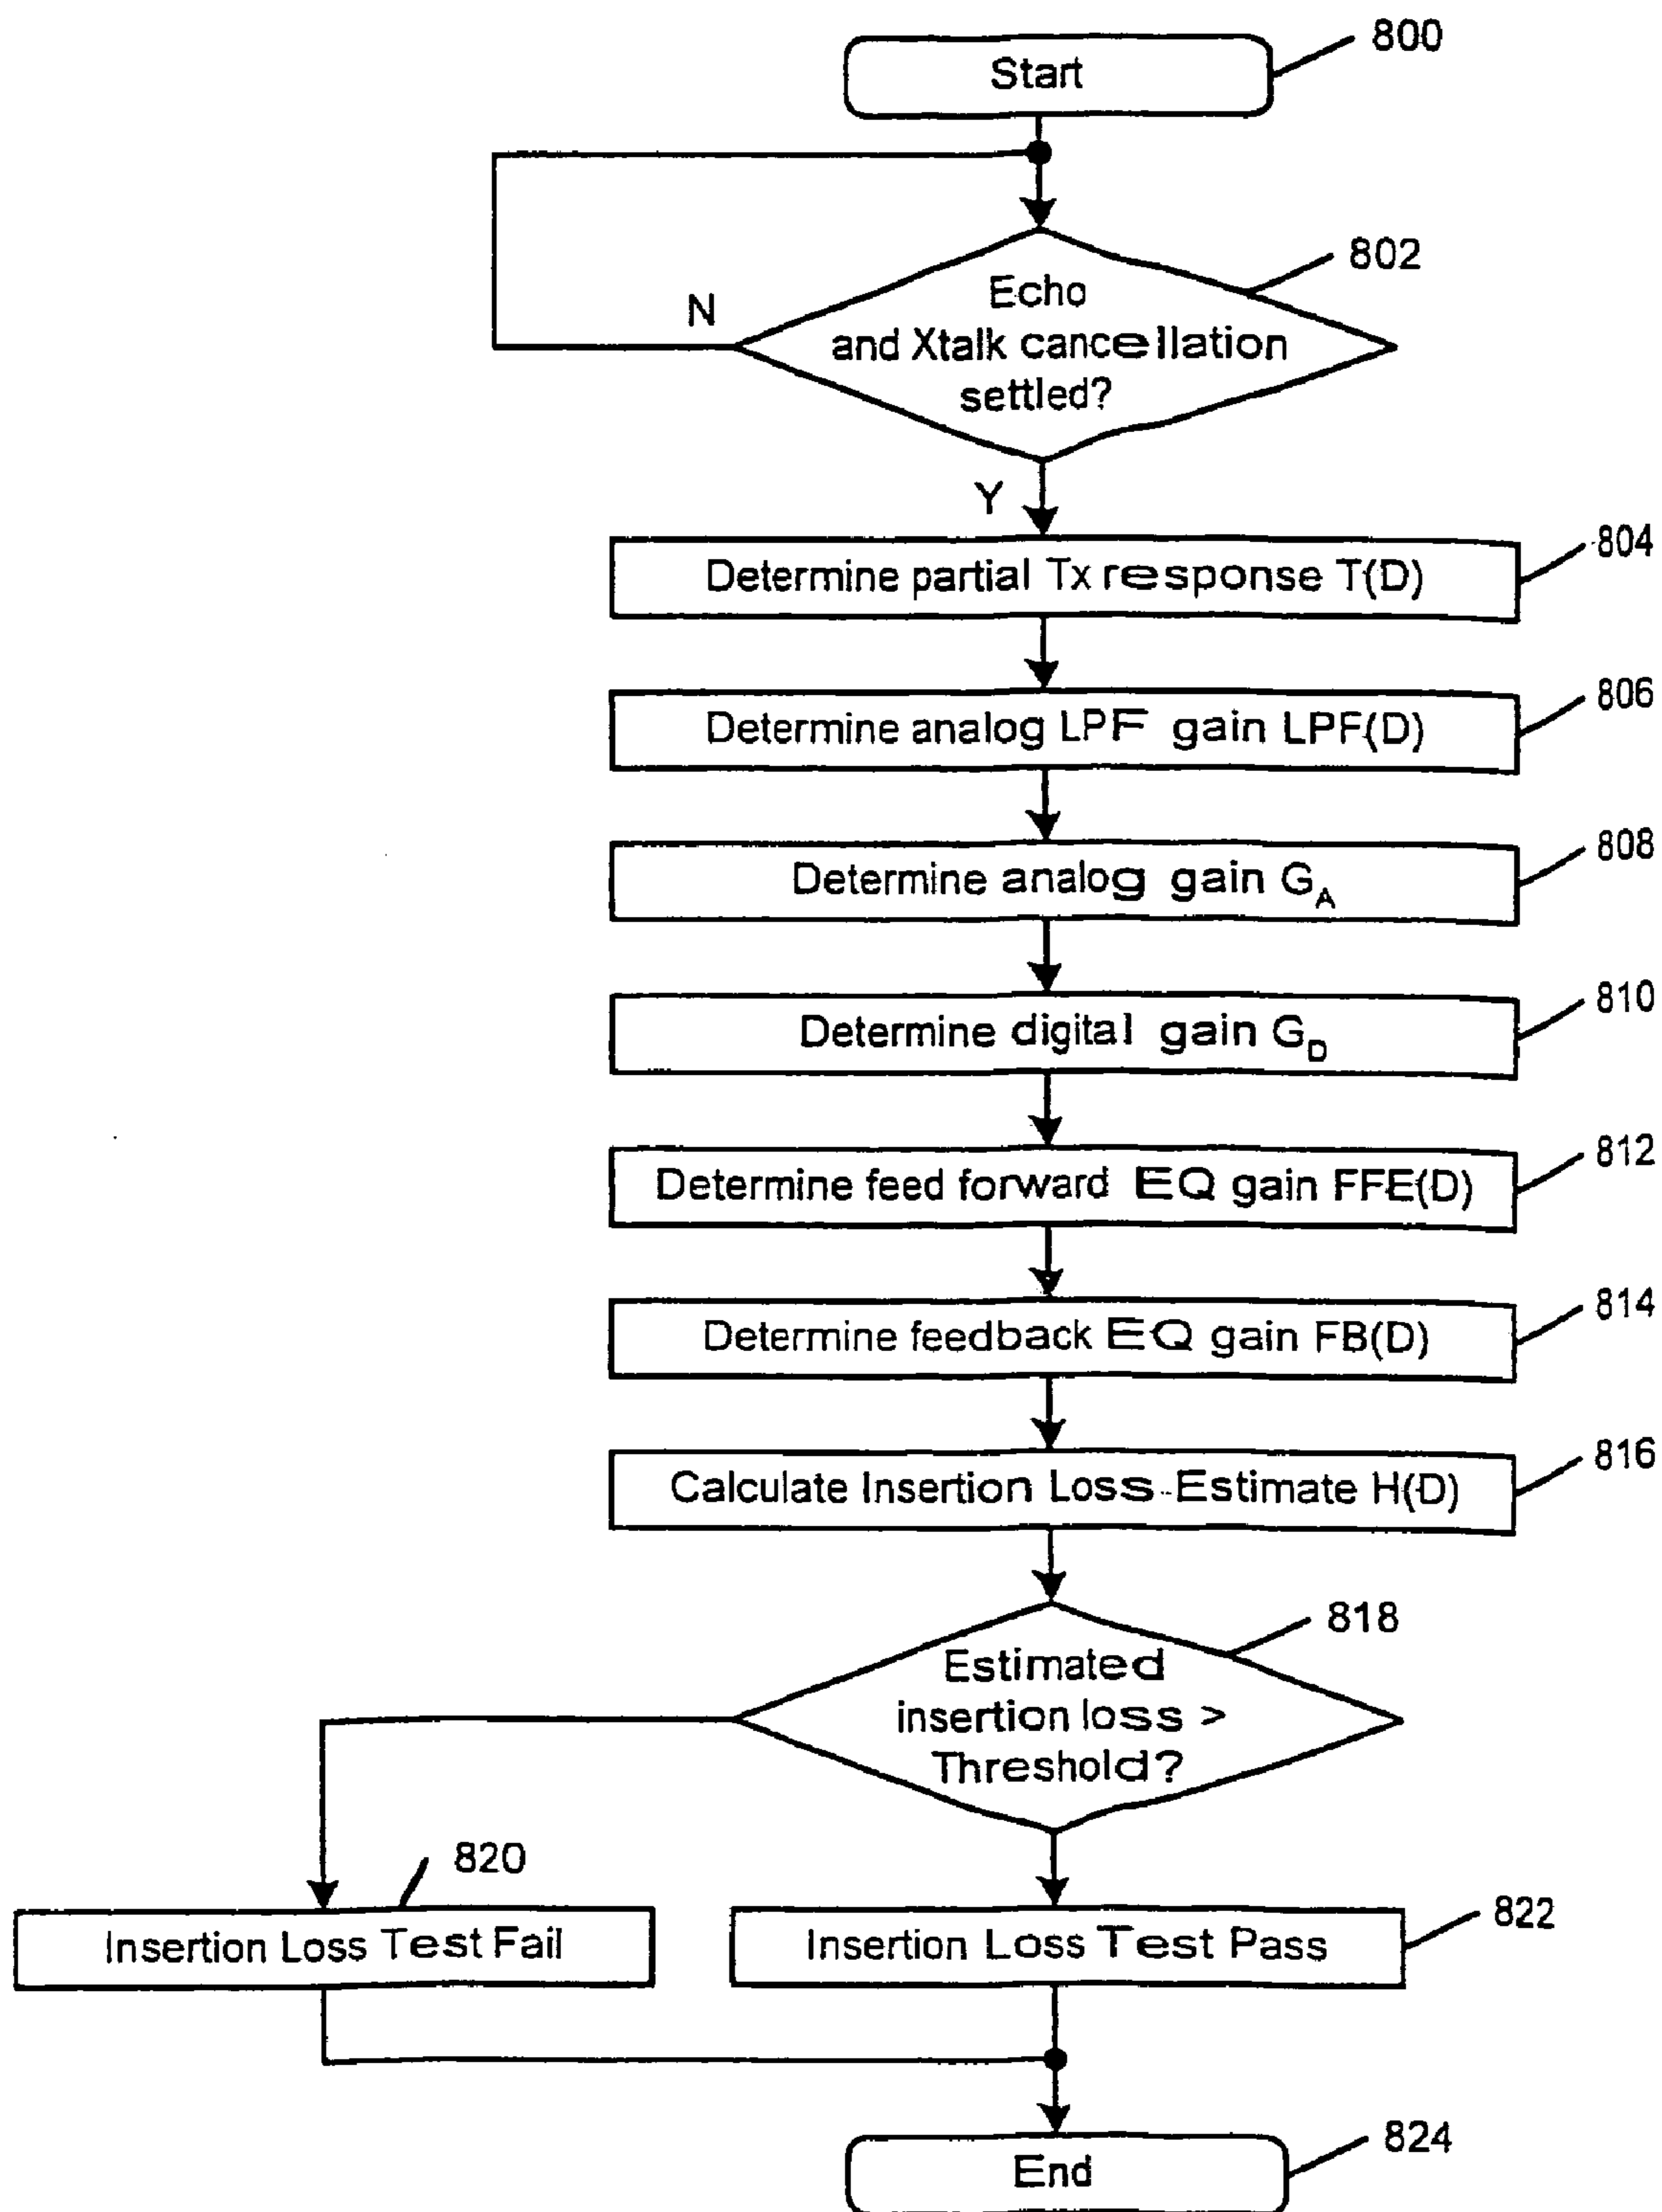 Start
800
Echo
and Xtalk cancellation
settled?
802
N
Y
Determine partial Tx response T(D)
804
Determine analog LPF gain LPF(D)
806
Determine analog gain G_A
808
Determine digital gain G_D
810
Determine feed forward EQ gain FFE(D)
812
Determine feedback EQ gain FB(D)
814
Calculate Insertion Loss Estimate H(D)
816
Estimated
insertion loss >
Threshold?
818
820
Insertion Loss Test Fail
Insertion Loss Test Pass
822
End
824